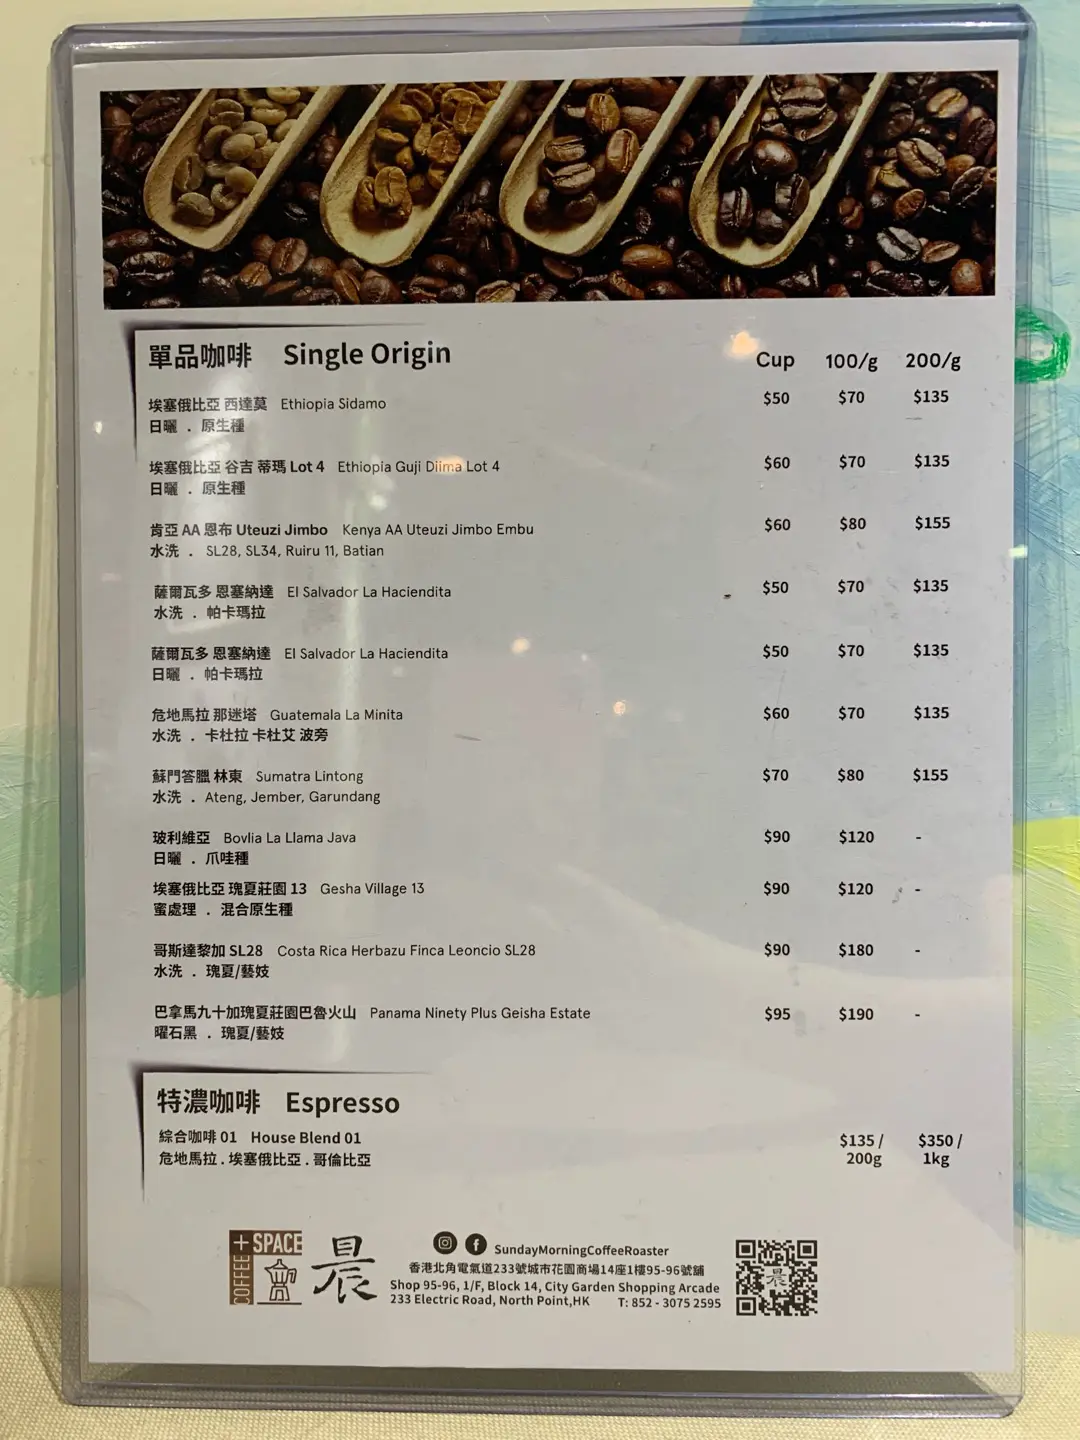 單品咖啡 Single Origin Cup 100/g 200/g
埃塞俄比亞 西達莫 Ethiopia Sidamo $50 $70 $135
日曬 . 原生種
埃塞俄比亞 谷吉 蒂瑪 Lot 4 Ethiopia Guji Diima Lot 4 $60 $70 $135
日曬 . 原生種
肯亞 AA 恩布 Uteuzi Jimbo Kenya AA Uteuzi Jimbo Embu $60 $80 $155
水洗 . SL28, SL34, Ruiru 11, Batian
薩爾瓦多 恩塞納達 El Salvador La Haciendita $50 $70 $135
水洗 . 帕卡瑪拉
薩爾瓦多 恩塞納達 El Salvador La Haciendita $50 $70 $135
日曬 . 帕卡瑪拉
危地馬拉 那迷塔 Guatemala La Minita $60 $70 $135
水洗 . 卡杜拉 卡杜艾 波旁
蘇門答臘 林東 Sumatra Lintong $70 $80 $155
水洗 . Ateng, Jember, Garundang
玻利維亞 Bovlia La Llama Java $90 $120 -
日曬 . 爪哇種
埃塞俄比亞 瑰夏莊園 13 Gesha Village 13 $90 $120 -
蜜處理 . 混合原生種
哥斯達黎加 SL28 Costa Rica Herbazu Finca Leoncio SL28 $90 $180 -
水洗 . 瑰夏/藝妓
巴拿馬九十加瑰夏莊園巴魯火山 Panama Ninety Plus Geisha Estate $95 $190 -
曜石黑 . 瑰夏/藝妓
特濃咖啡 Espresso
綜合咖啡 01 House Blend 01 $135 / 200g $350 / 1kg
危地馬拉 . 埃塞俄比亞 . 哥倫比亞
COFFEE + SPACE
晨
SundayMorningCoffeeRoaster
香港北角電氣道233號城市花園商場14座1樓95-96號舖
Shop 95-96, 1/F, Block 14, City Garden Shopping Arcade
233 Electric Road, North Point,HK T: 852 - 3075 2595
晨